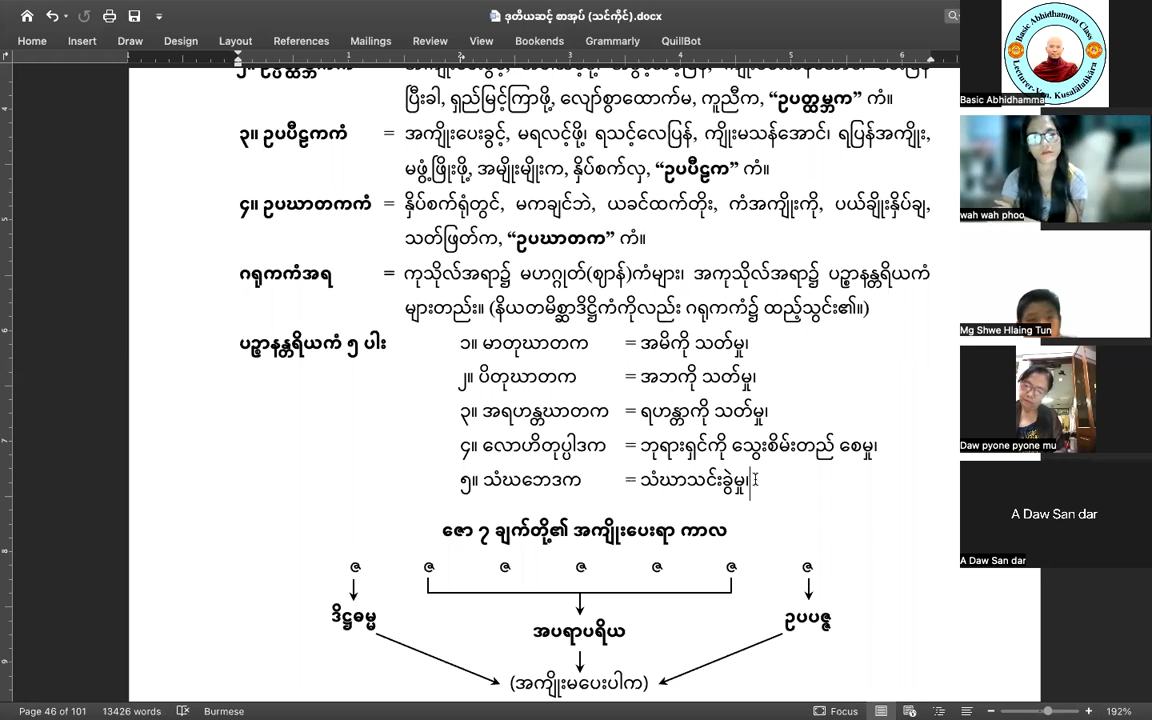 ဒုတိယဆင့် စာအုပ် (သင်ကိုင်).docx
Home Insert Draw Design Layout References Mailings Review View Bookends Grammarly QuillBot
ပြီးခါ, ရှည်မြင့်ကြာဖို့, လျော်စွာထောက်မ, ကူညီက, “ဥပတ္ထမ္ဘက” ကံ။
၃။ ဥပပီဠကကံ = အကျိုးပေးခွင့်, မရလင့်ဖို့၊ ရသင့်လေပြန်, ကျိုးမသန်အောင်၊ ရပြန်အကျိုး,
မဖွံ့ဖြိုးဖို့, အမျိုးမျိုးက, နှိပ်စက်လှ, “ဥပပီဠက” ကံ။
၄။ ဥပဃာတကကံ = နှိပ်စက်ရုံတွင်, မကချင်ဘဲ, ယခင်ထက်တိုး, ကံအကျိုးကို, ပယ်ချိုးနှိပ်ချ,
သတ်ဖြတ်က, “ဥပဃာတက” ကံ။
ဂရုကကံအရ = ကုသိုလ်အရာ၌ မဟဂ္ဂုတ်(ဈာန်)ကံများ၊ အကုသိုလ်အရာ၌ ပဉ္စာနန္တရိယကံ
များတည်း။ (နိယတမိစ္ဆာဒိဋ္ဌိကံကိုလည်း ဂရုကကံ၌ ထည့်သွင်း၏။)
ပဉ္စာနန္တရိယကံ ၅ ပါး ၁။ မာတုဃာတက = အမိကို သတ်မှု၊
၂။ ပိတုဃာတက = အဘကို သတ်မှု၊
၃။ အရဟန္တဃာတက = ရဟန္တာကို သတ်မှု၊
၄။ လောဟိတုပ္ပါဒက = ဘုရားရှင်ကို သွေးစိမ်းတည် စေမှု၊
၅။ သံဃဘေဒက = သံဃာသင်းခွဲမှု၊
ဇော ၇ ချက်တို့၏ အကျိုးပေးရာ ကာလ
ဇ ဇ ဇ ဇ ဇ ဇ ဇ
ဒိဋ္ဌဓမ္မ အပရာပရိယ ဥပပဇ္ဇ
(အကျိုးမပေးပါက)
Page 46 of 101 13426 words Burmese Focus 192%
Basic Abhidhamma Class
Lecturer-Ven. Kusalālaṅkāra
Basic Abhidhamma
wah wah phoo
Mg Shwe Hlaing Tun
Daw pyone pyone mu
A Daw San dar
A Daw San dar